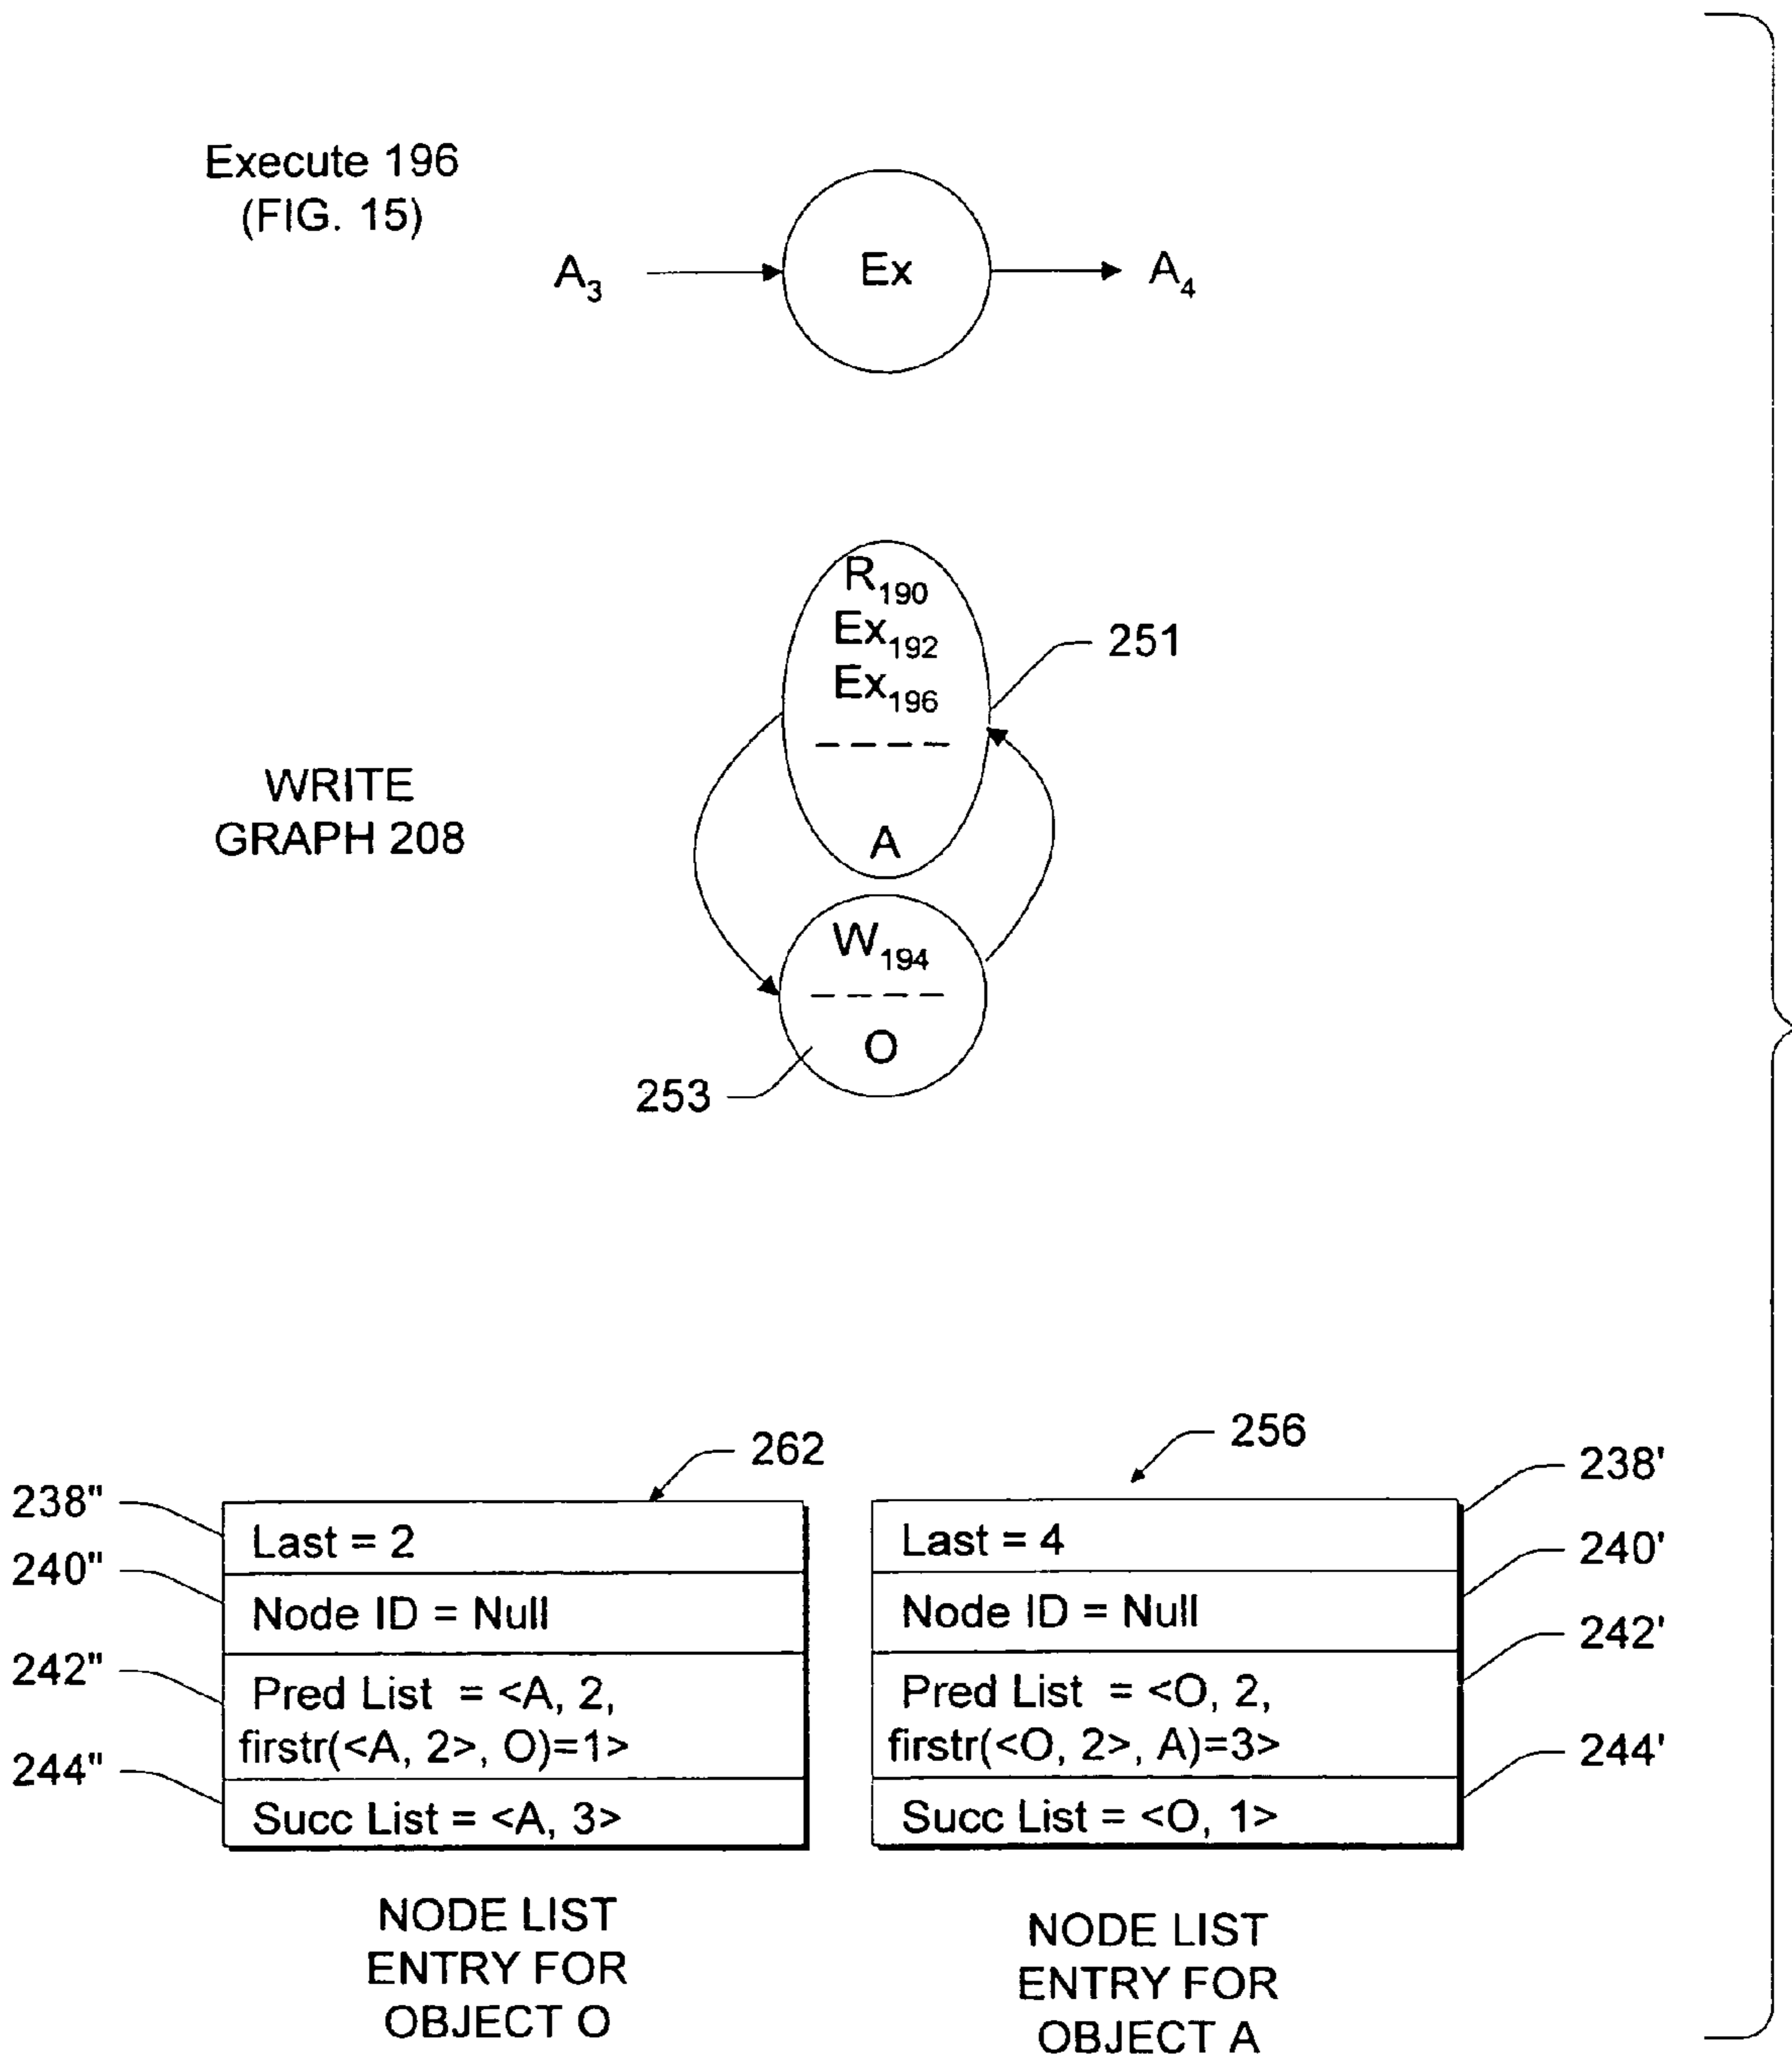 Execute 196
(FIG. 15)
A3
Ex
A4
R190
Ex192
Ex196
251
A
WRITE
GRAPH 208
W194
O
253
262
256
238"
Last = 2
Last = 4
238'
240"
Node ID = Null
Node ID = Null
240'
242"
Pred List = <A, 2,
firstr(<A, 2>, O)=1>
Pred List = <O, 2,
firstr(<O, 2>, A)=3>
242'
244"
Succ List = <A, 3>
Succ List = <O, 1>
244'
NODE LIST
ENTRY FOR
OBJECT O
NODE LIST
ENTRY FOR
OBJECT A